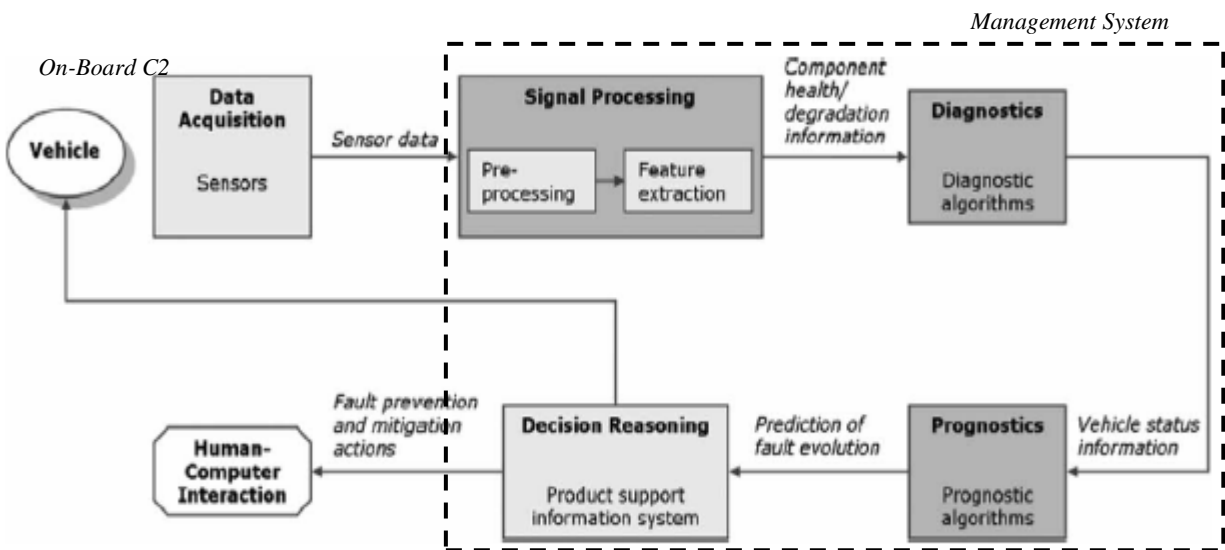 Management System
On-Board C2
Vehicle
Data
Acquisition
Sensors
Sensor data
Signal Processing
Pre-
processing
Feature
extraction
Component
health/
degradation
information
Diagnostics
Diagnostic
algorithms
Vehicle status
information
Prognostics
Prognostic
algorithms
Prediction of
fault evolution
Decision Reasoning
Product support
information system
Fault prevention
and mitigation
actions
Human-
Computer
Interaction